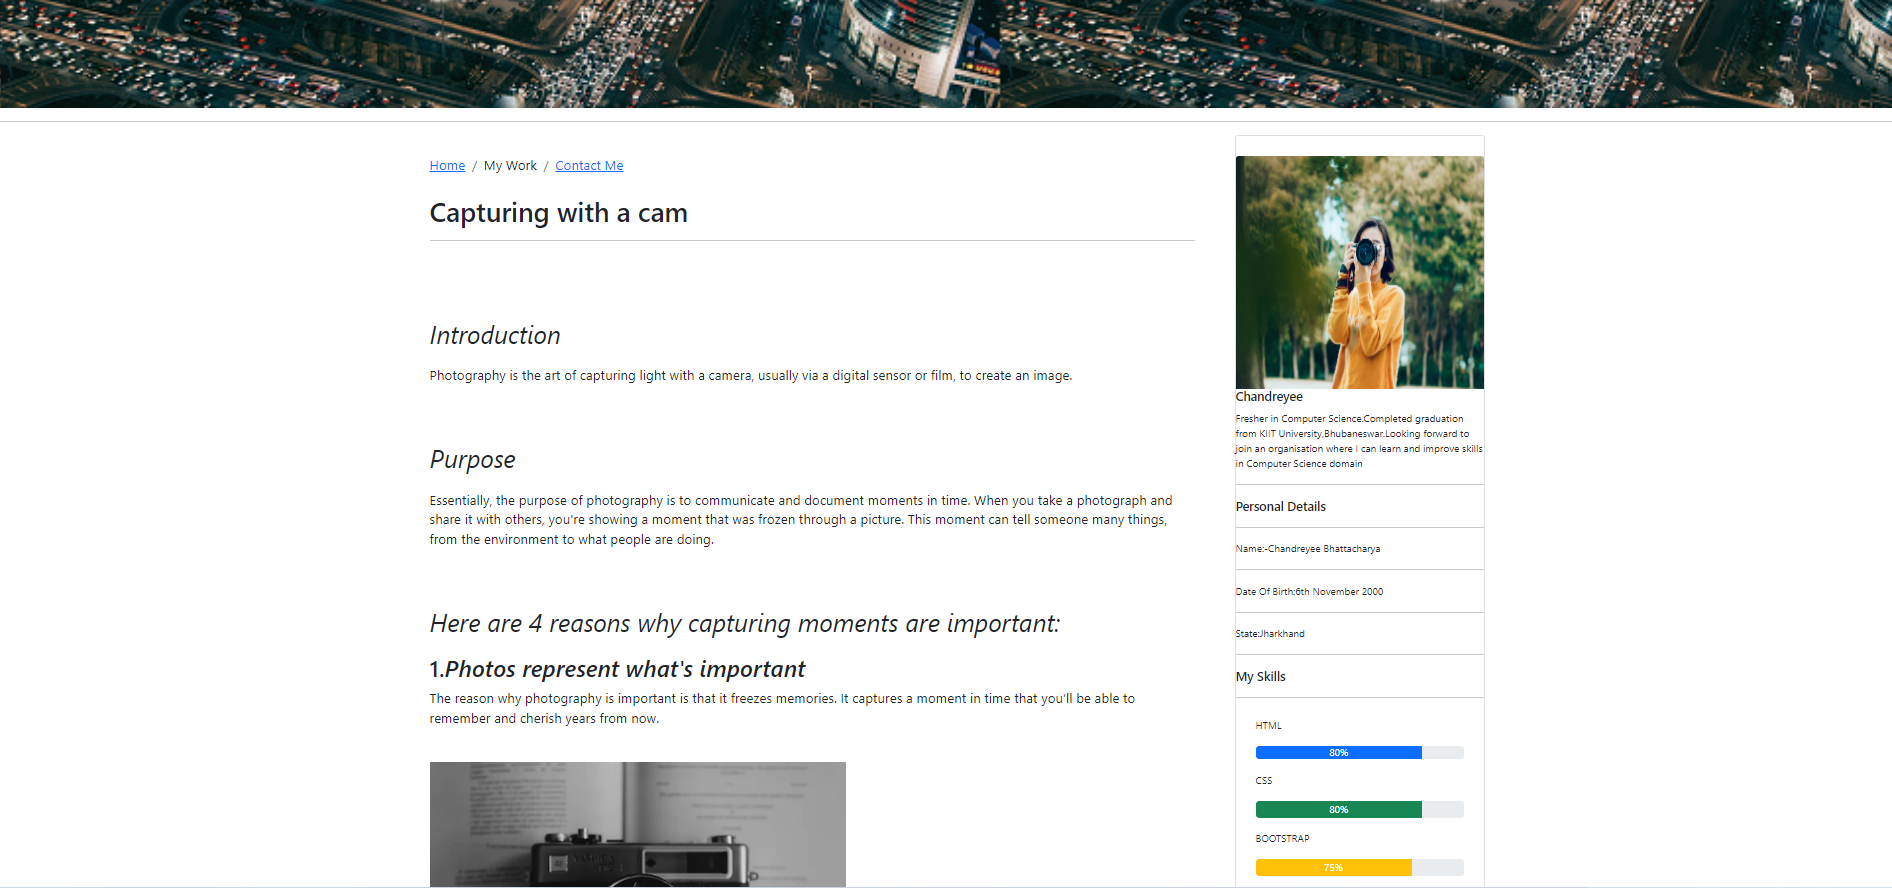 Home / My Work / Contact Me
Capturing with a cam
Introduction
Photography is the art of capturing light with a camera, usually via a digital sensor or film, to create an image.
Purpose
Essentially, the purpose of photography is to communicate and document moments in time. When you take a photograph and
share it with others, you're showing a moment that was frozen through a picture. This moment can tell someone many things,
from the environment to what people are doing.
Here are 4 reasons why capturing moments are important:
1.Photos represent what's important
The reason why photography is important is that it freezes memories. It captures a moment in time that you'll be able to
remember and cherish years from now.
YASHICA
Chandreyee
Fresher in Computer Science.Completed graduation
from KIIT University,Bhubaneswar.Looking forward to
join an organisation where I can learn and improve skills
in Computer Science domain
Personal Details
Name:-Chandreyee Bhattacharya
Date Of Birth:6th November 2000
State:Jharkhand
My Skills
HTML
80%
CSS
80%
BOOTSTRAP
75%